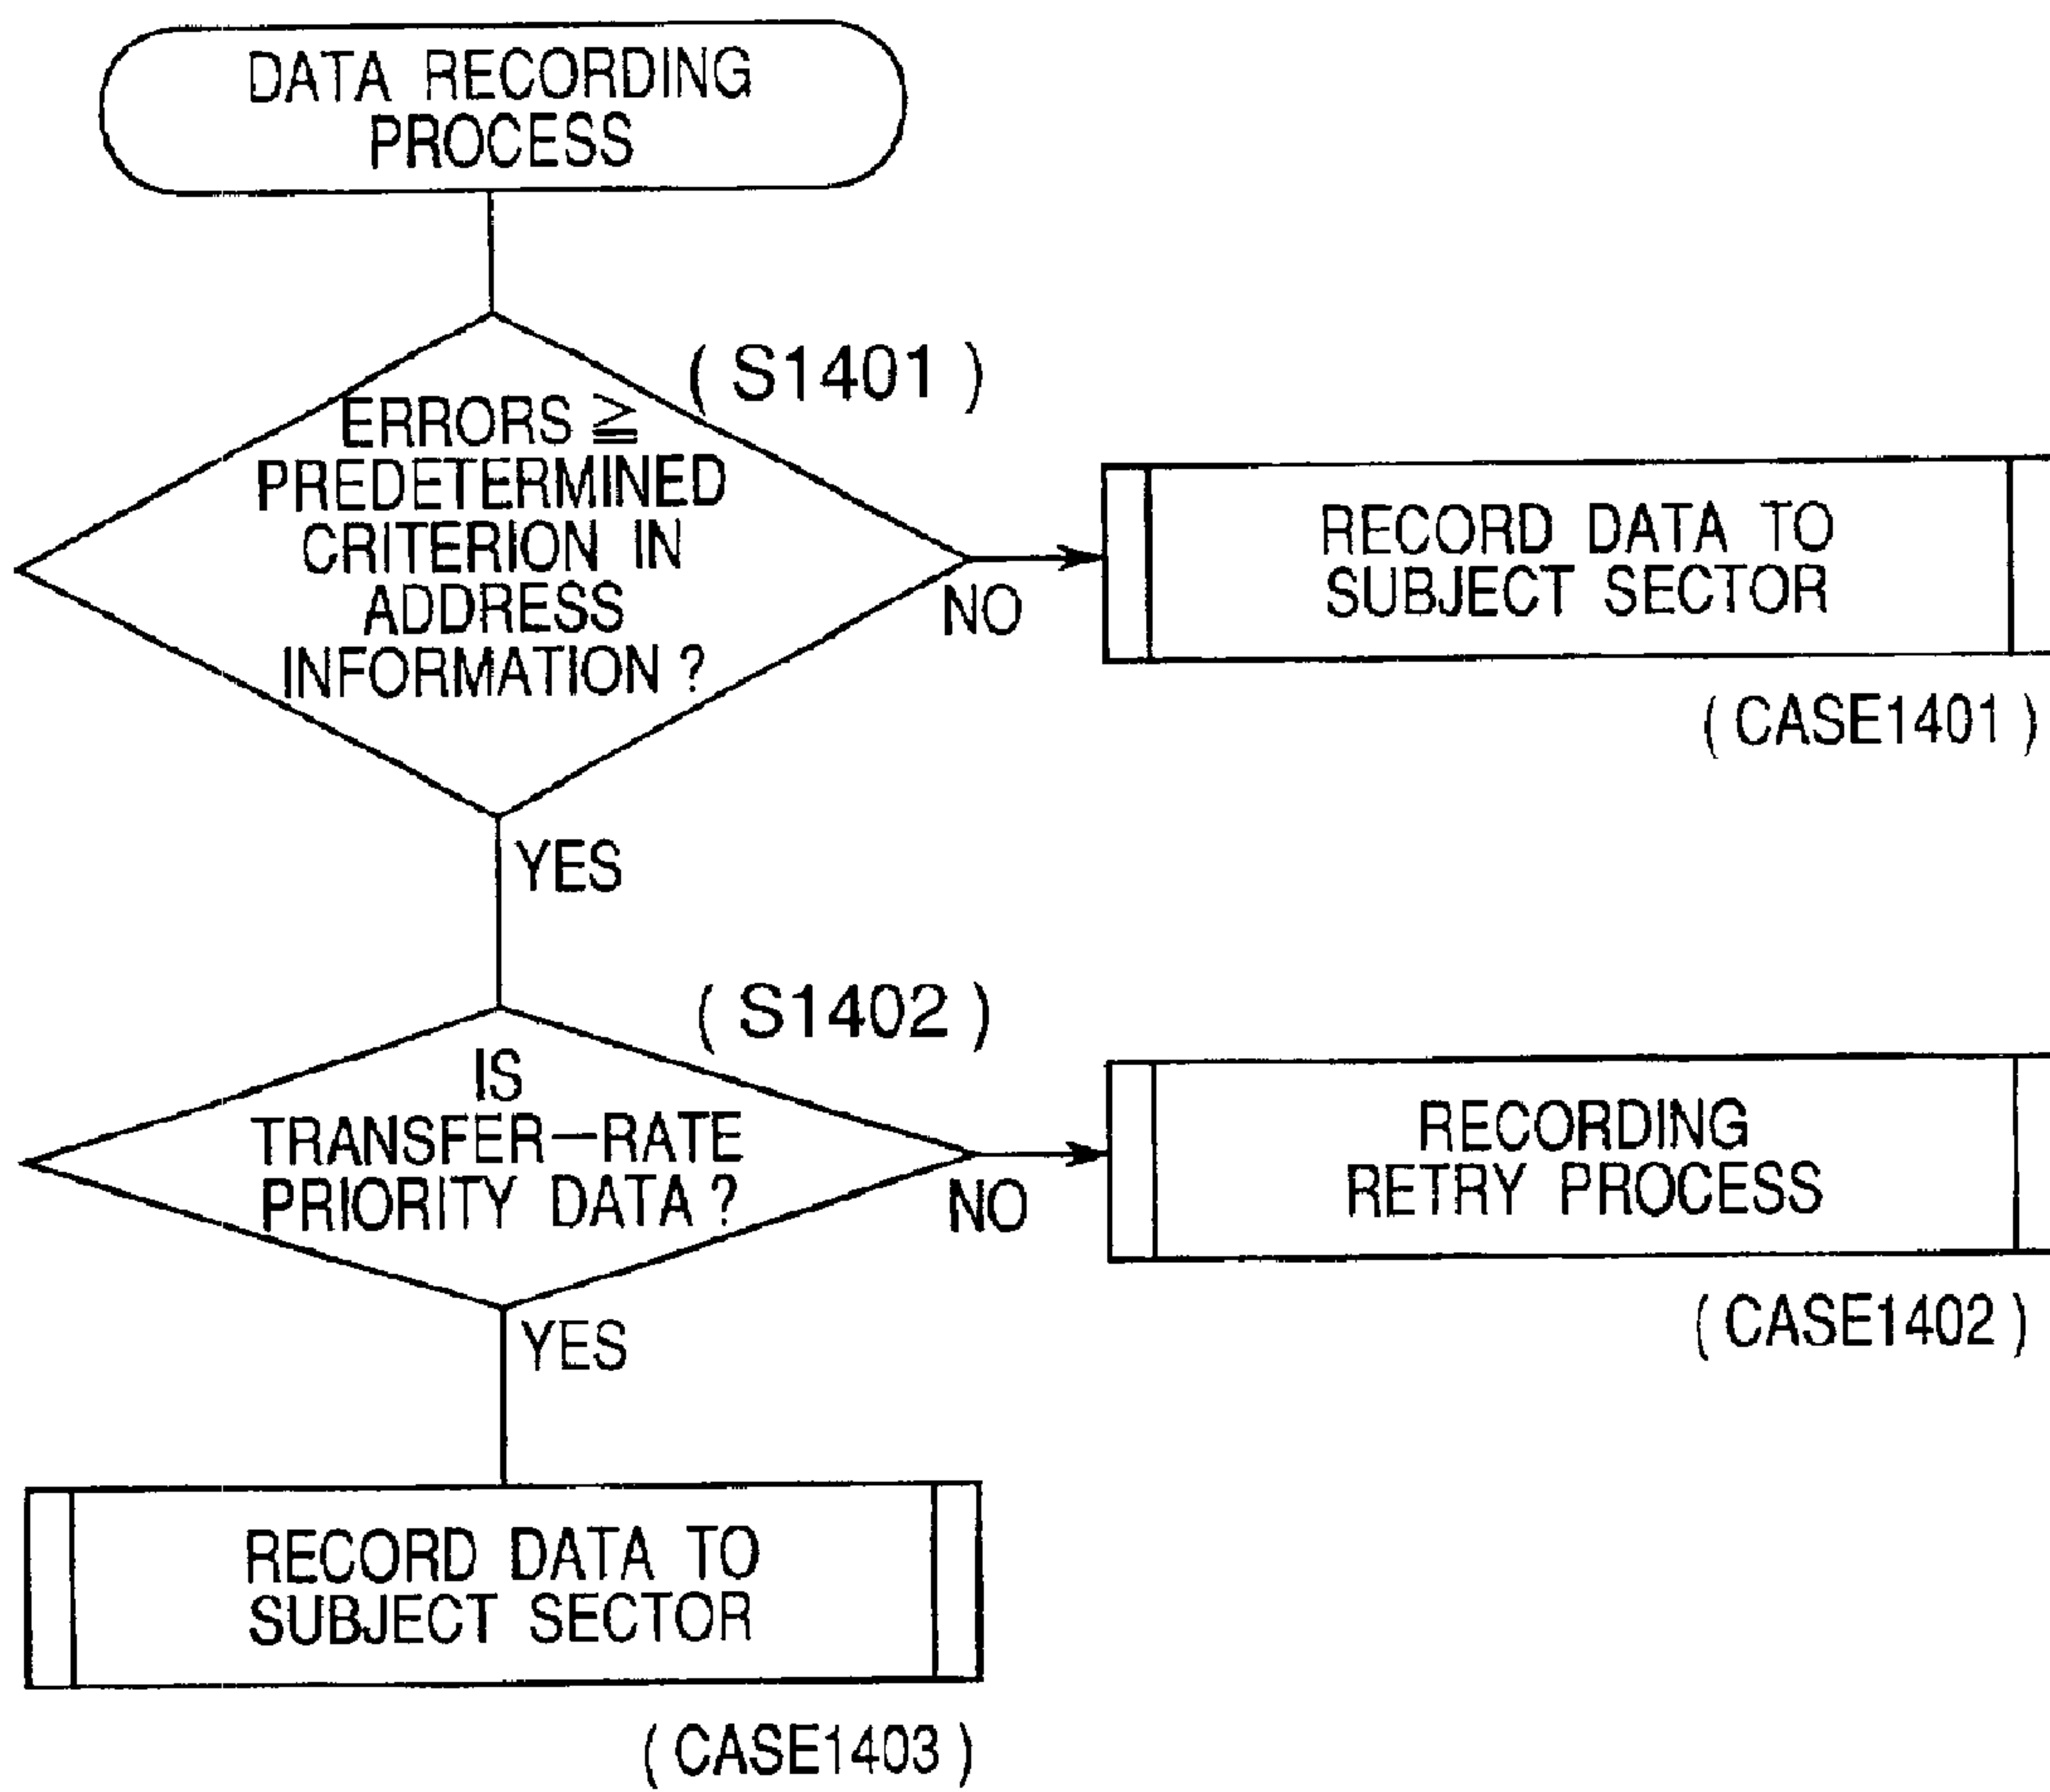 DATA RECORDING
PROCESS
( S1401 )
ERRORS ≧
PREDETERMINED
CRITERION IN
ADDRESS
INFORMATION ?
NO
RECORD DATA TO
SUBJECT SECTOR
( CASE1401 )
YES
( S1402 )
IS
TRANSFER—RATE
PRIORITY DATA ?
NO
RECORDING
RETRY PROCESS
( CASE1402 )
YES
RECORD DATA TO
SUBJECT SECTOR
( CASE1403 )